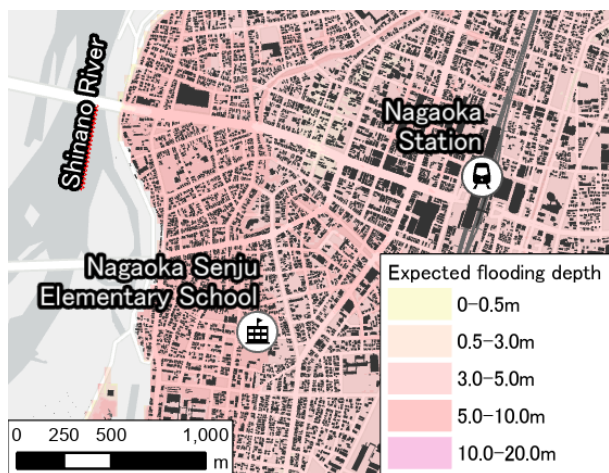 Shinano River
Nagaoka
Station
Nagaoka Senju
Elementary School
Expected flooding depth
0-0.5m
0.5-3.0m
3.0-5.0m
5.0-10.0m
10.0-20.0m
0 250 500 1,000
m